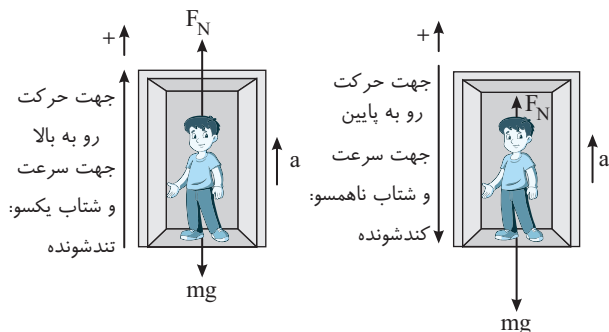 +
F_N
جهت حرکت
رو به بالا
جهت سرعت
و شتاب یکسو:
تندشونده
a
mg
+
جهت حرکت
رو به پایین
جهت سرعت
و شتاب ناهمسو:
کندشونده
F_N
a
mg